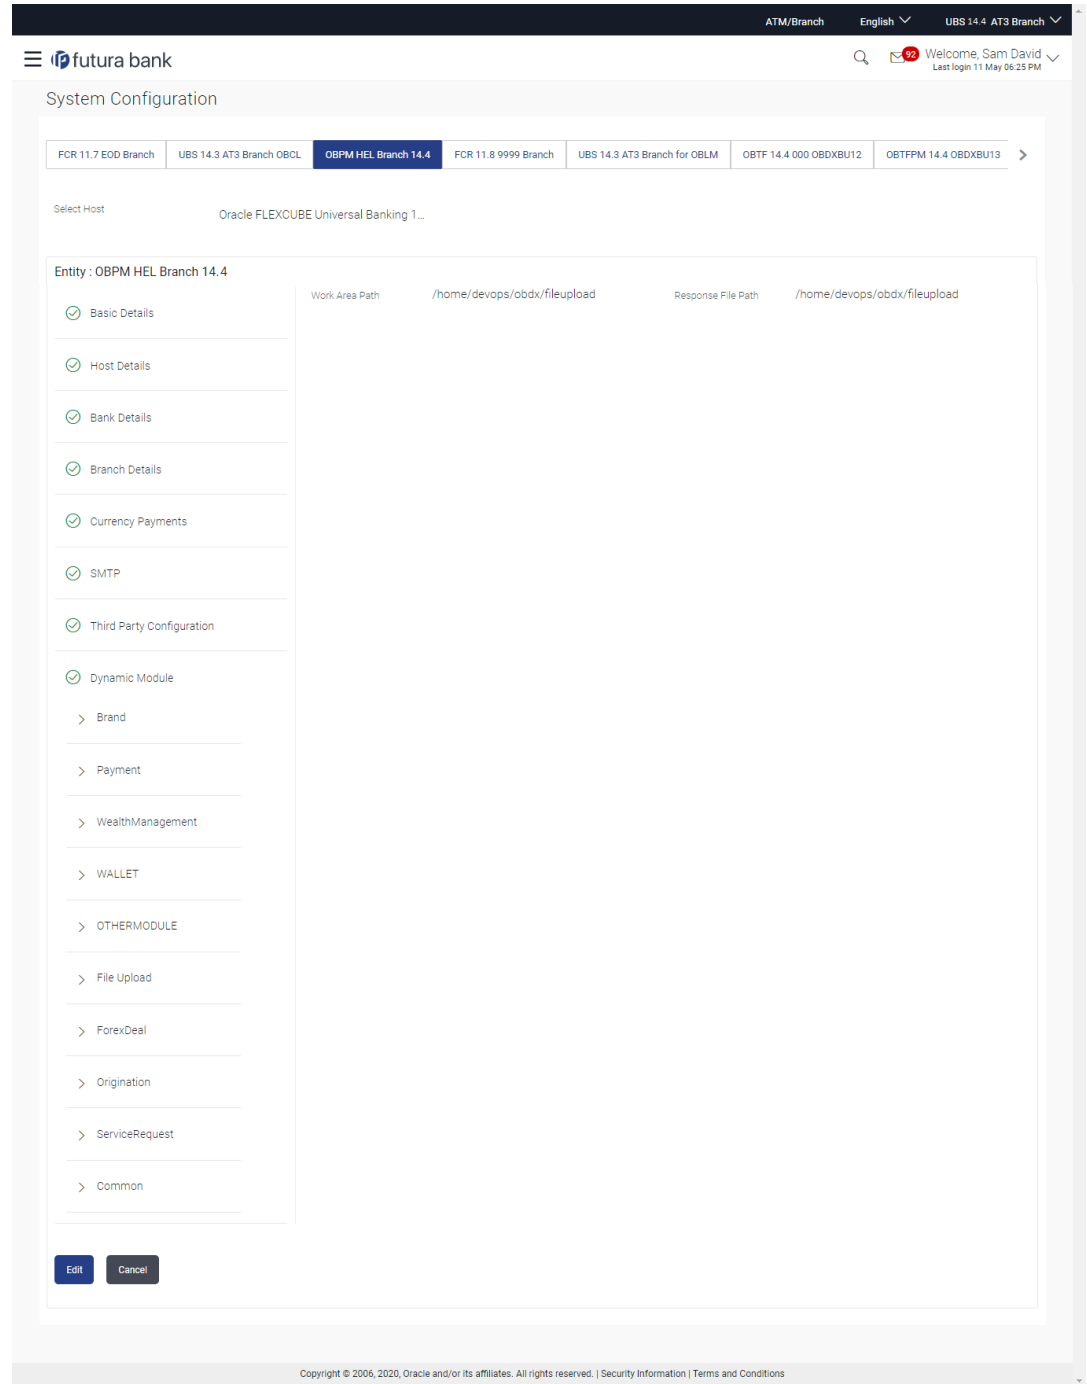 ATM/Branch English UBS 14.4 AT3 Branch
futura bank 92 Welcome, Sam David
Last login 11 May 06:25 PM
System Configuration
FCR 11.7 EOD Branch UBS 14.3 AT3 Branch OBCL OBPM HEL Branch 14.4 FCR 11.8 9999 Branch UBS 14.3 AT3 Branch for OBLM OBTF 14.4 000 OBDXBU12 OBTFPM 14.4 OBDXBU13
Select Host Oracle FLEXCUBE Universal Banking 1...
Entity : OBPM HEL Branch 14.4
Work Area Path /home/devops/obdx/fileupload Response File Path /home/devops/obdx/fileupload
Basic Details
Host Details
Bank Details
Branch Details
Currency Payments
SMTP
Third Party Configuration
Dynamic Module
Brand
Payment
WealthManagement
WALLET
OTHERMODULE
File Upload
ForexDeal
Origination
ServiceRequest
Common
Edit Cancel
Copyright © 2006, 2020, Oracle and/or its affiliates. All rights reserved. | Security Information | Terms and Conditions